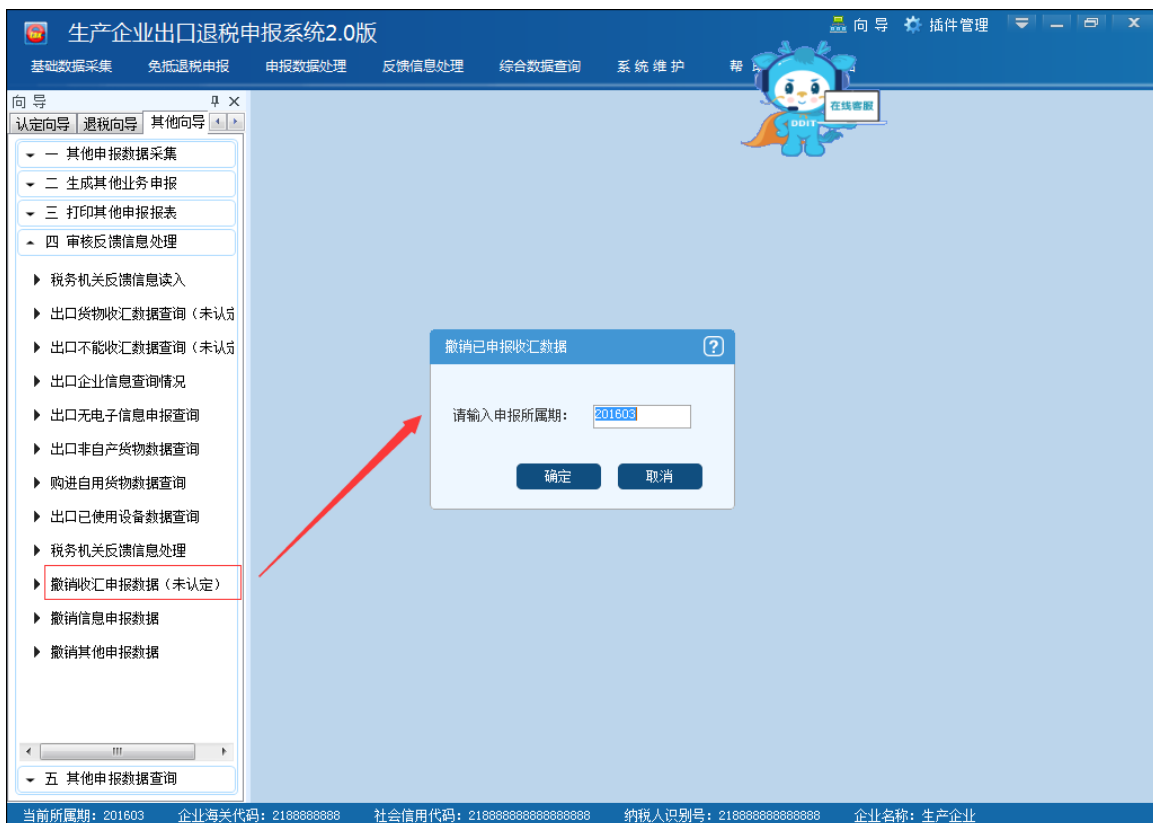 生产企业出口退税申报系统2.0版
向 导 插件管理
基础数据采集 免抵退税申报 申报数据处理 反馈信息处理 综合数据查询 系 统 维 护 帮
在线客服
DDIT
向 导
认定向导 退税向导 其他向导
一 其他申报数据采集
二 生成其他业务申报
三 打印其他申报报表
四 审核反馈信息处理
税务机关反馈信息读入
出口货物收汇数据查询（未认定
出口不能收汇数据查询（未认定
出口企业信息查询情况
出口无电子信息申报查询
出口非自产货物数据查询
购进自用货物数据查询
出口已使用设备数据查询
税务机关反馈信息处理
撤销收汇申报数据（未认定）
撤销信息申报数据
撤销其他申报数据
五 其他申报数据查询
撤销已申报收汇数据
请输入申报所属期： 201603
确定 取消
当前所属期：201603 企业海关代码：2188888888 社会信用代码：218888888888888888 纳税人识别号：218888888888888 企业名称：生产企业